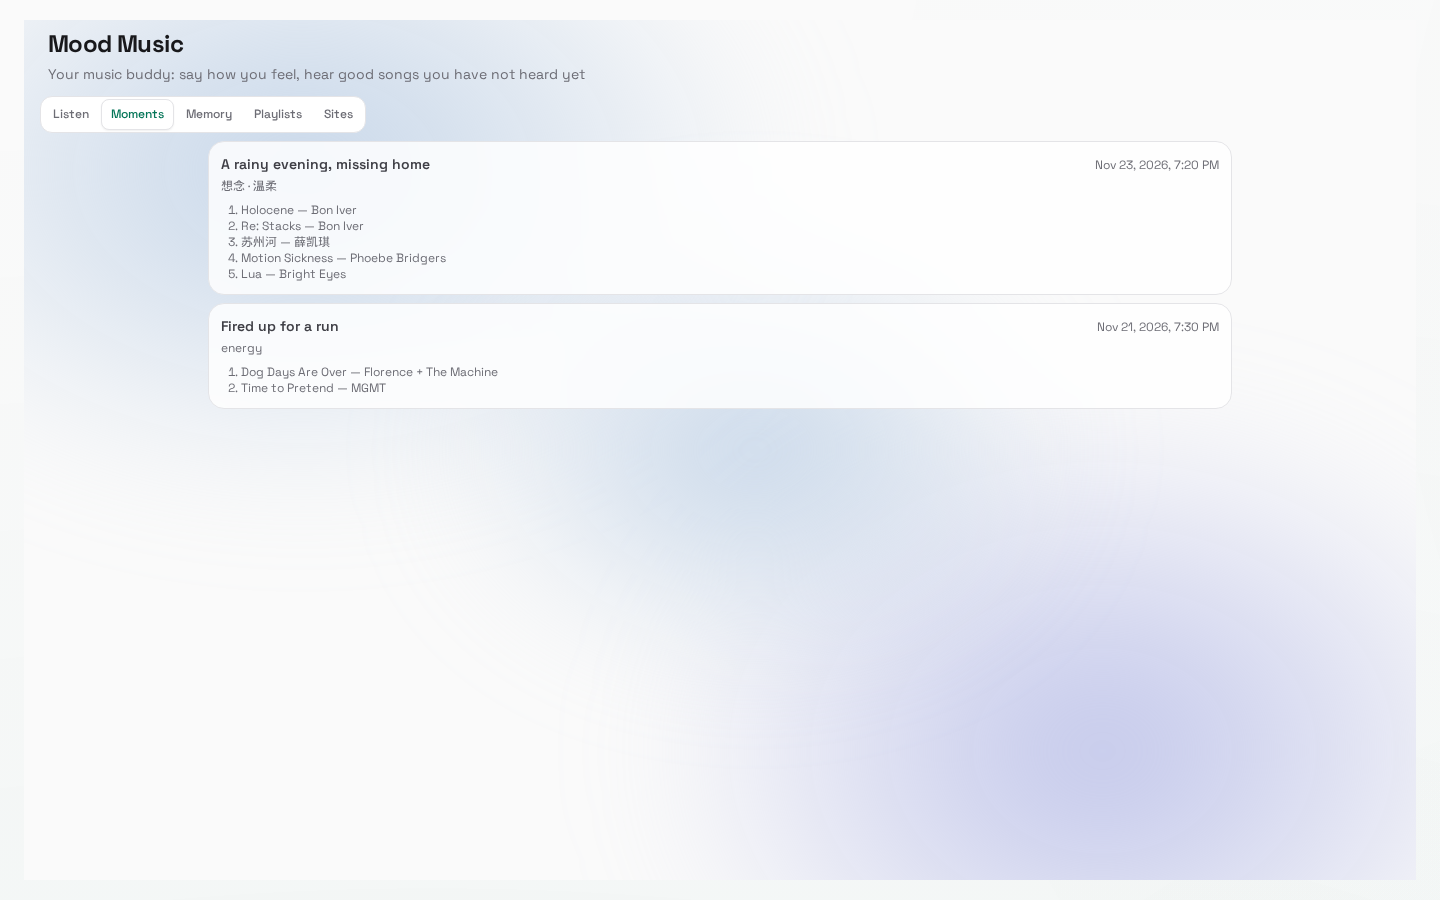 Mood Music
Your music buddy: say how you feel, hear good songs you have not heard yet
Listen Moments Memory Playlists Sites
A rainy evening, missing home Nov 23, 2026, 7:20 PM
想念 · 温柔
1. Holocene — Bon Iver
2. Re: Stacks — Bon Iver
3. 苏州河 — 薛凯琪
4. Motion Sickness — Phoebe Bridgers
5. Lua — Bright Eyes
Fired up for a run Nov 21, 2026, 7:30 PM
energy
1. Dog Days Are Over — Florence + The Machine
2. Time to Pretend — MGMT